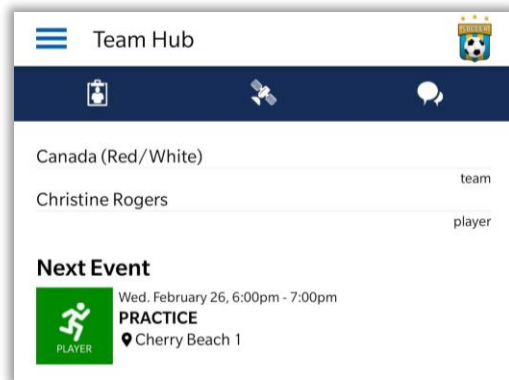 Team Hub
SOCCER
Canada (Red/White)
team
Christine Rogers
player
Next Event
Wed. February 26, 6:00pm - 7:00pm
PRACTICE
Cherry Beach 1
PLAYER